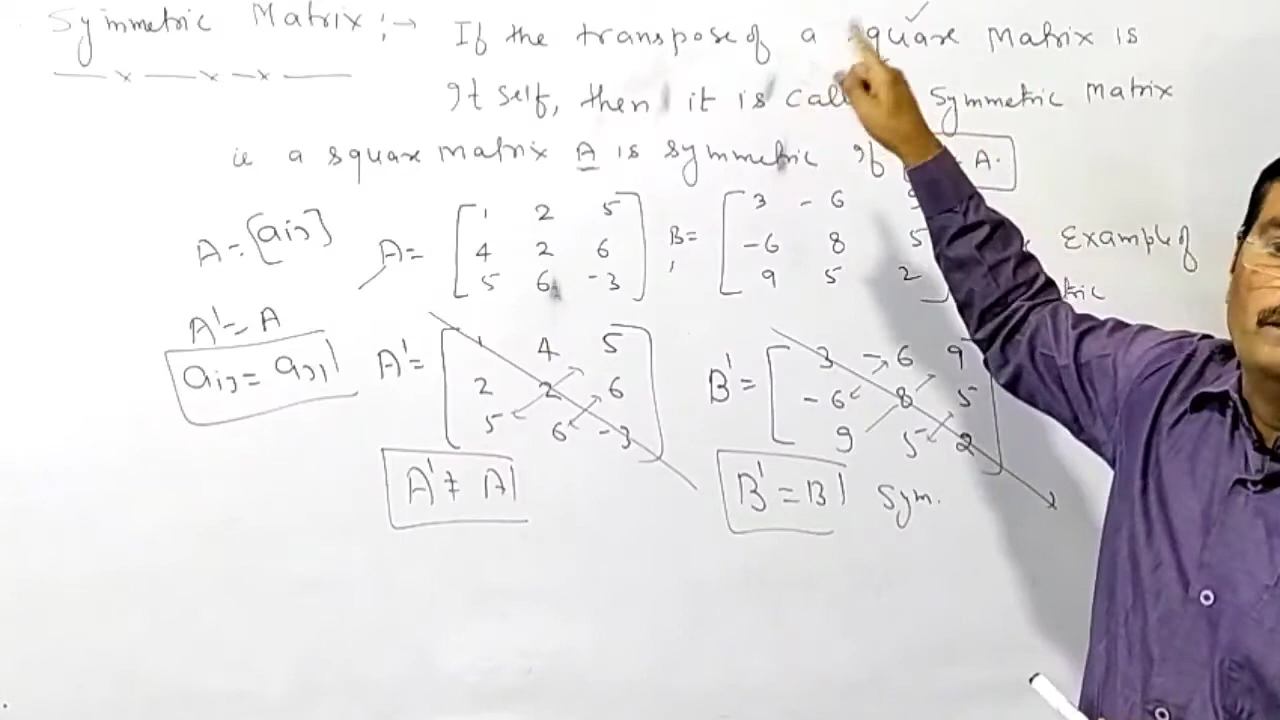 Symmetric Matrix :→ If the transpose of a square matrix is
It self, then it is symmetric matrix
ie a square matrix A is symmetric if A.
A = [aij] A = [ 1 2 5 B = [ 3 -6
4 2 6 , -6 8 5 Example of
5 6 -3 ] 9 5 2 ]
A' = A
aij = aji A' = [ 1 4 5 B' = [ 3 -6 9
2 2 6 -6 8 5
5 6 -3 ] 9 5 2 ]
A' ≠ A B' = B Sym.